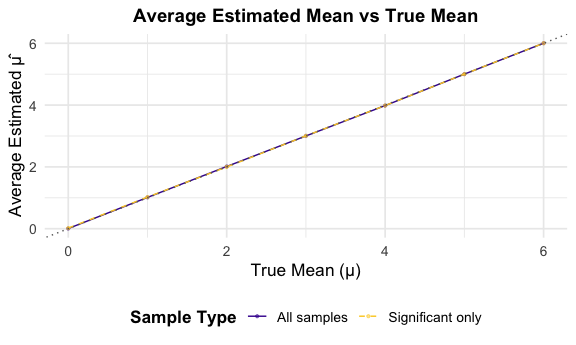 Average Estimated Mean vs True Mean
Average Estimated μ̂
6
4
2
0
0 2 4 6
True Mean (μ)
Sample Type All samples Significant only